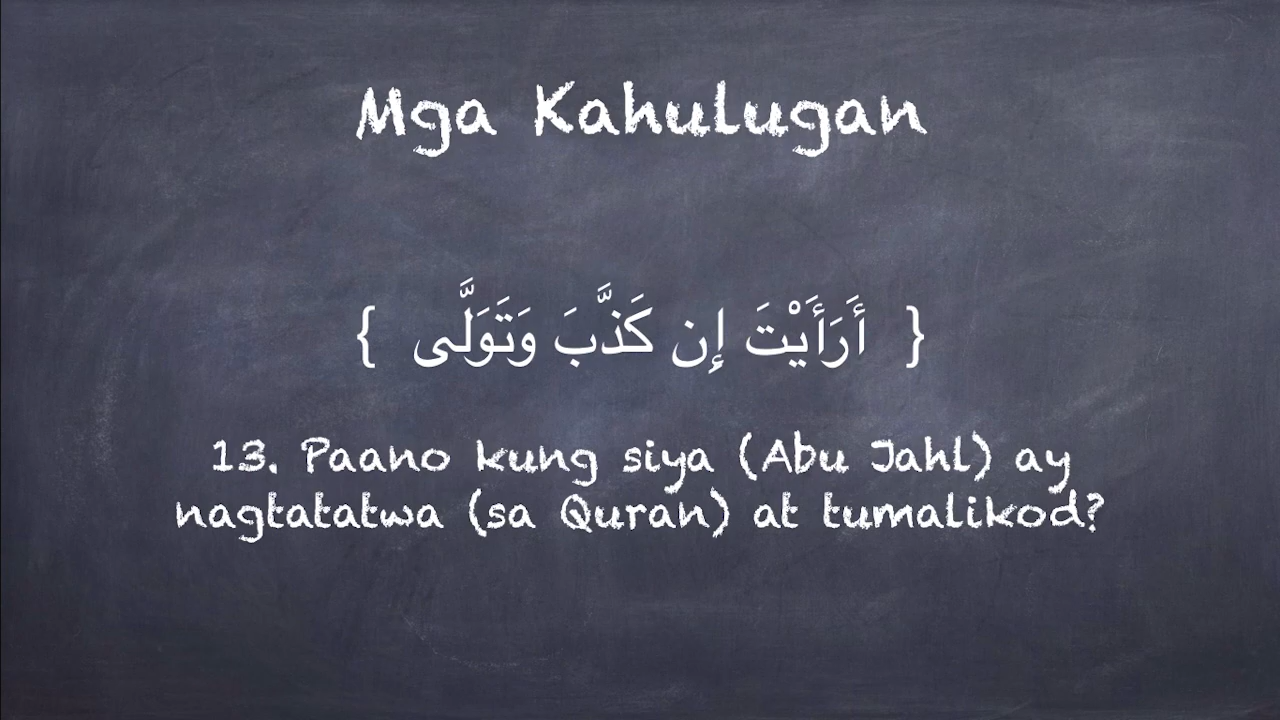 Mga Kahulugan
{ أَرَأَيْتَ إِن كَذَّبَ وَتَوَلَّى }
13. Paano kung siya (Abu Jahl) ay
nagtatatwa (sa Quran) at tumalikod?